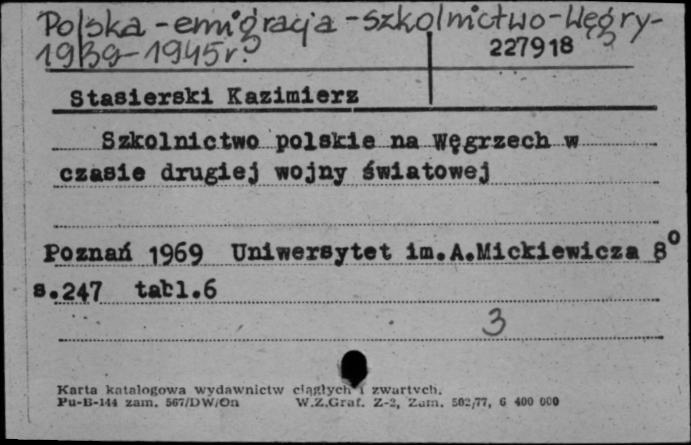 Polska - emigracja - szkolnictwo - Węgry -
1939-1945r.
227918
Stasierski Kazimierz
Szkolnictwo polskie na Węgrzech w
czasie drugiej wojny światowej
Poznań 1969 Uniwersytet im.A.Mickiewicza 8°
s.247 tabl.6
3
Karta katalogowa wydawnictw ciągłych i zwartych.
Pu-B-144 zam. 567/DW/On W.Z.Graf. Z-2, Zam. 502/77, 6 400 000